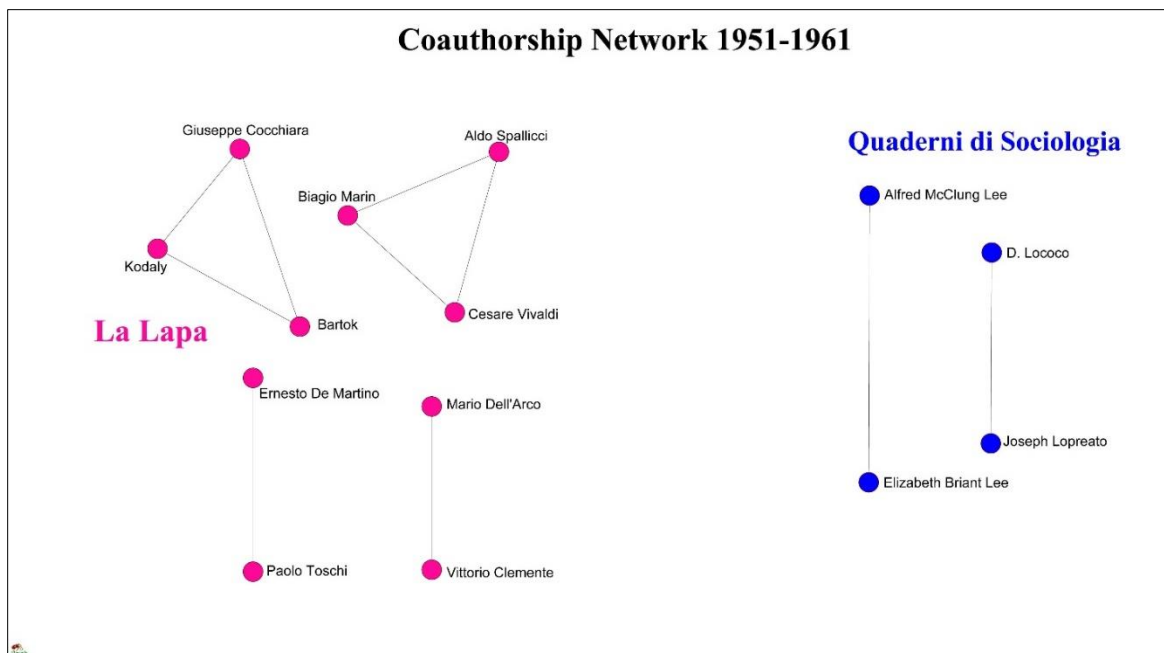 Coauthorship Network 1951-1961
Giuseppe Cocchiara
Aldo Spallicci
Biagio Marin
Kodaly
Bartok
Cesare Vivaldi
La Lapa
Ernesto De Martino
Mario Dell'Arco
Paolo Toschi
Vittorio Clemente
Quaderni di Sociologia
Alfred McClung Lee
D. Lococo
Joseph Lopreato
Elizabeth Briant Lee